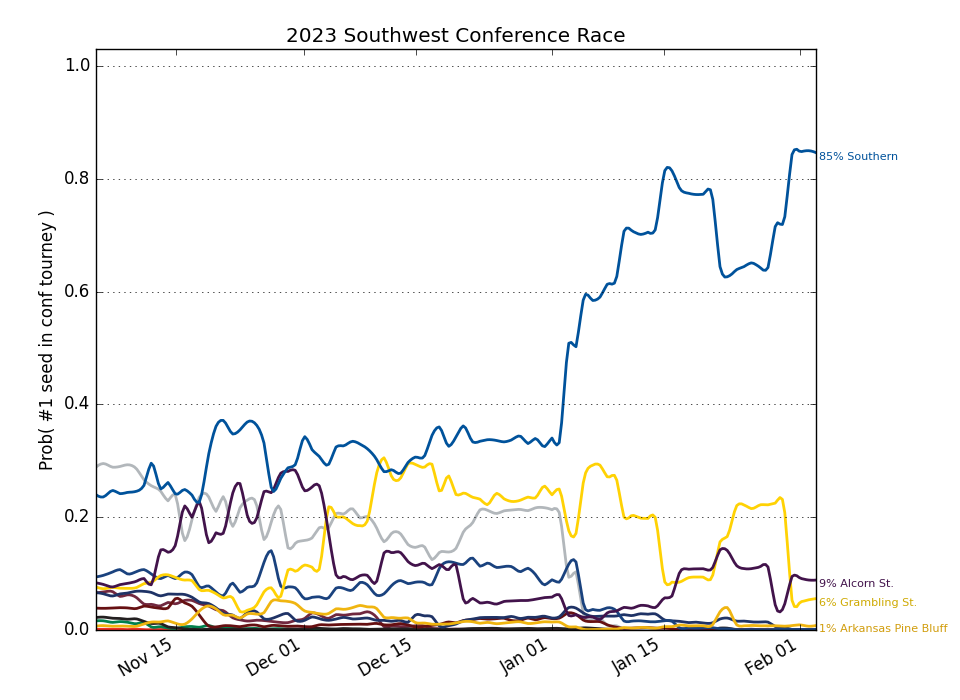 2023 Southwest Conference Race
Prob( #1 seed in conf tourney )
1.0
0.8
0.6
0.4
0.2
0.0
Nov 15
Dec 01
Dec 15
Jan 01
Jan 15
Feb 01
85% Southern
9% Alcorn St.
6% Grambling St.
1% Arkansas Pine Bluff